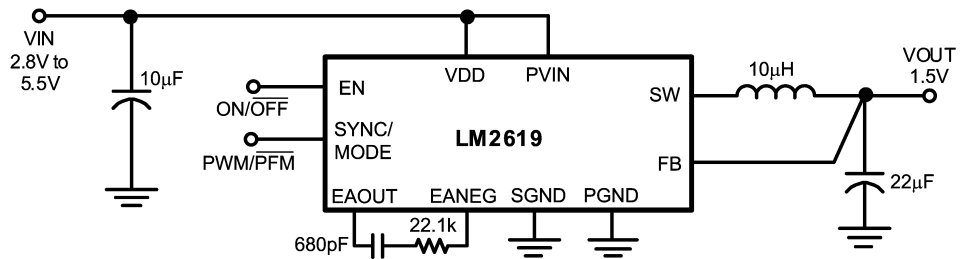 VIN
2.8V to
5.5V
10μF
ON/OFF
PWM/PFM
VDD
PVIN
EN
SYNC/
MODE
LM2619
SW
FB
EAOUT
EANEG
SGND
PGND
680pF
22.1k
10μH
VOUT
1.5V
22μF